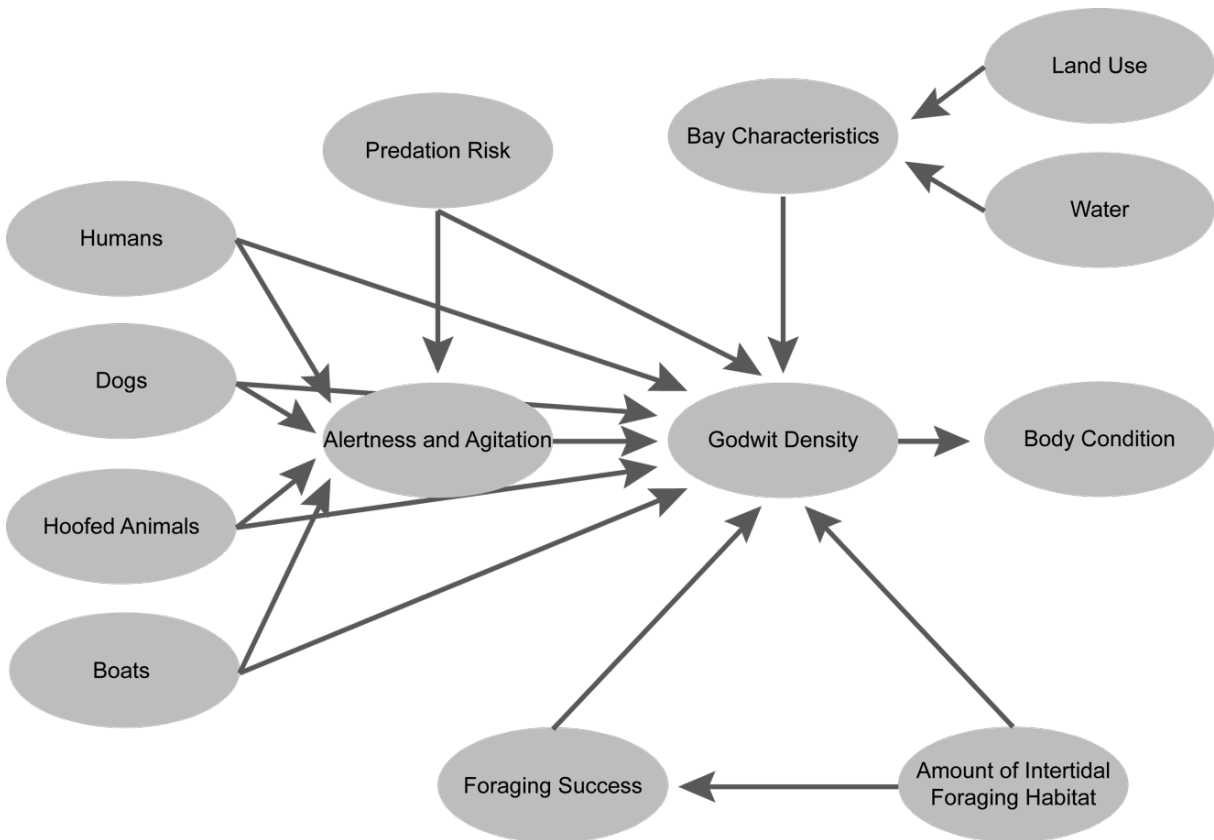 Land Use
Bay Characteristics
Predation Risk
Water
Humans
Dogs
Alertness and Agitation
Godwit Density
Body Condition
Hoofed Animals
Boats
Foraging Success
Amount of Intertidal
Foraging Habitat